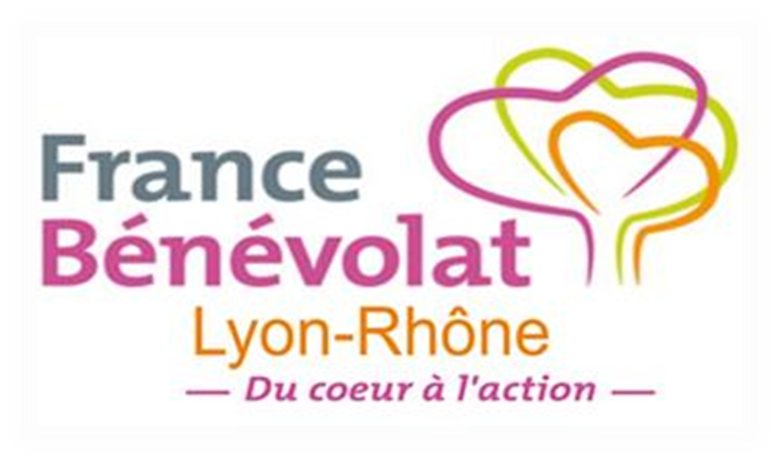 France
Bénévolat
Lyon-Rhône
— Du coeur à l'action —